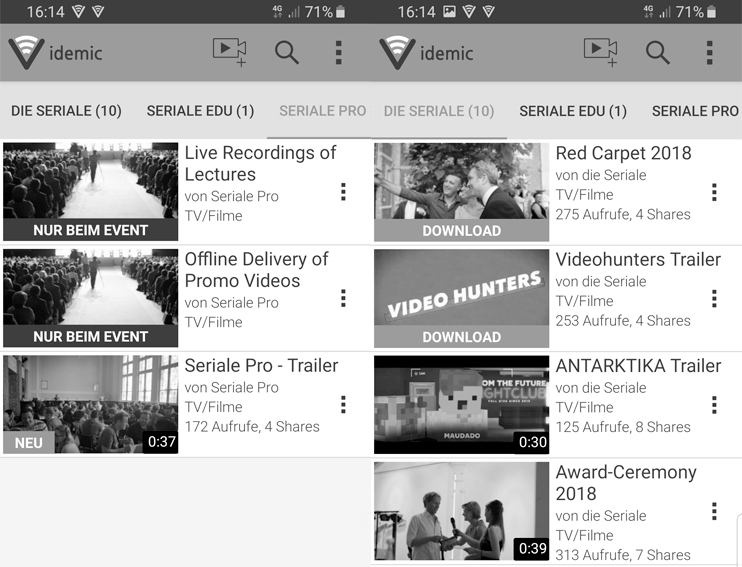 16:14 4G 71%
idemic
DIE SERIALE (10) SERIALE EDU (1) SERIALE PRO
Live Recordings of
Lectures
von Seriale Pro
TV/Filme
NUR BEIM EVENT
Offline Delivery of
Promo Videos
von Seriale Pro
TV/Filme
NUR BEIM EVENT
Seriale Pro - Trailer
von Seriale Pro
TV/Filme
172 Aufrufe, 4 Shares
NEU 0:37
16:14 4G 71%
idemic
DIE SERIALE (10) SERIALE EDU (1) SERIALE PRO
Red Carpet 2018
von die Seriale
TV/Filme
275 Aufrufe, 4 Shares
DOWNLOAD
Videohunters Trailer
von die Seriale
TV/Filme
253 Aufrufe, 4 Shares
VIDEO HUNTERS
DOWNLOAD
ANTARKTIKA Trailer
von die Seriale
TV/Filme
125 Aufrufe, 8 Shares
OM THE FUTURE
GHTCLUB
MAUDADO
0:30
Award-Ceremony
2018
von die Seriale
TV/Filme
313 Aufrufe, 7 Shares
0:39